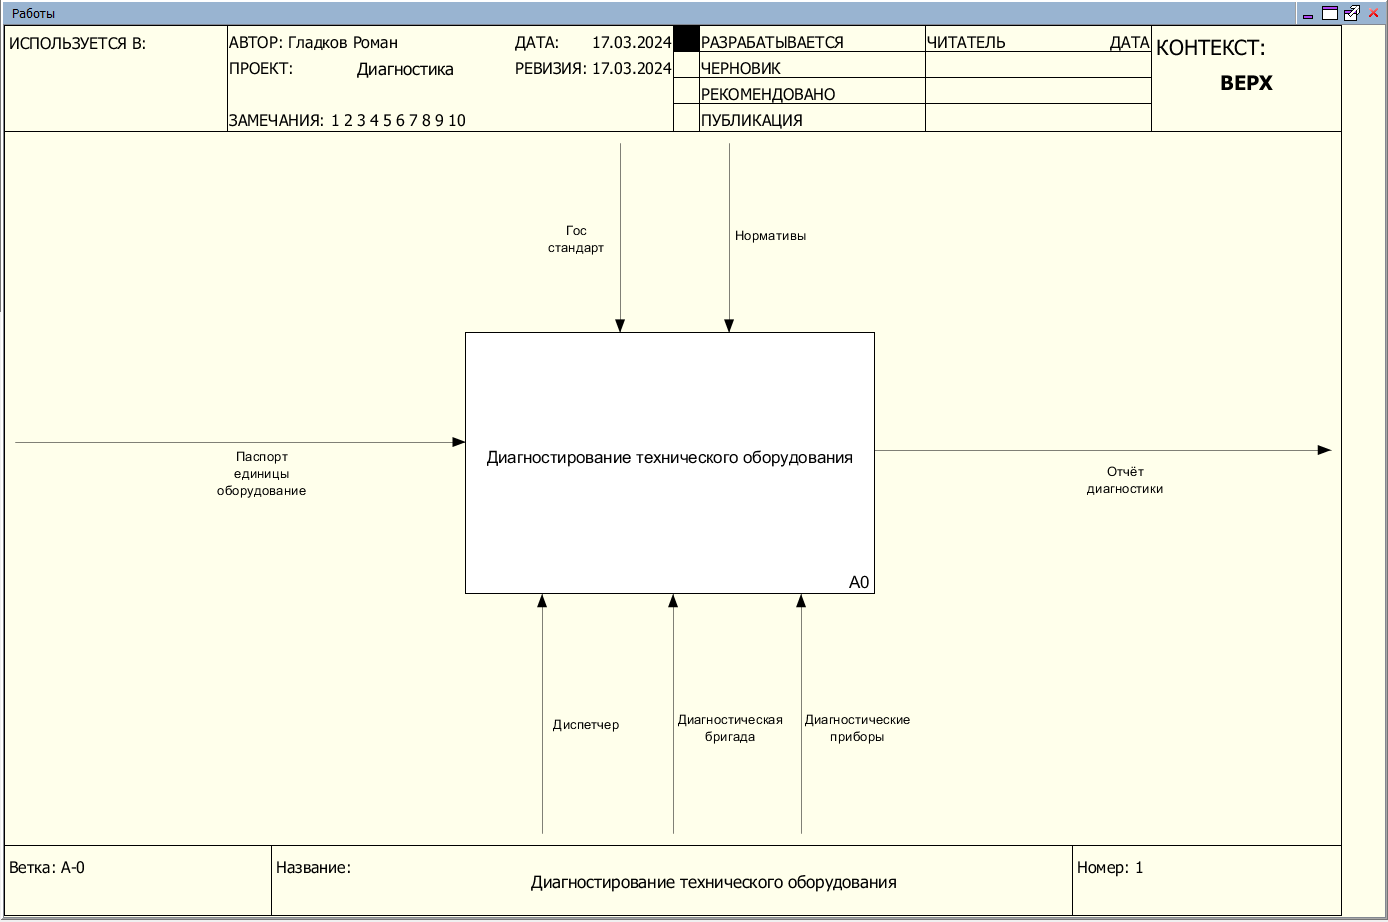 Работы
ИСПОЛЬЗУЕТСЯ В:
АВТОР: Гладков Роман
ДАТА: 17.03.2024
ПРОЕКТ: Диагностика
РЕВИЗИЯ: 17.03.2024
ЗАМЕЧАНИЯ: 1 2 3 4 5 6 7 8 9 10
РАЗРАБАТЫВАЕТСЯ
ЧЕРНОВИК
РЕКОМЕНДОВАНО
ПУБЛИКАЦИЯ
ЧИТАТЕЛЬ ДАТА
КОНТЕКСТ:
ВЕРХ
Гос
стандарт
Нормативы
Паспорт
единицы
оборудование
Диагностирование технического оборудования
A0
Отчёт
диагностики
Диспетчер
Диагностическая
бригада
Диагностические
приборы
Ветка: A-0
Название:
Диагностирование технического оборудования
Номер: 1